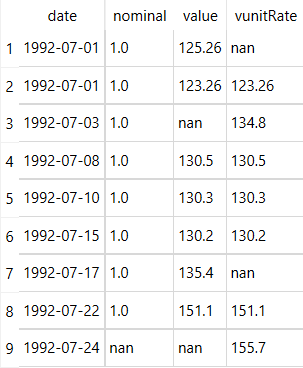 date nominal value vunitRate
1 1992-07-01 1.0 125.26 nan
2 1992-07-01 1.0 123.26 123.26
3 1992-07-03 1.0 nan 134.8
4 1992-07-08 1.0 130.5 130.5
5 1992-07-10 1.0 130.3 130.3
6 1992-07-15 1.0 130.2 130.2
7 1992-07-17 1.0 135.4 nan
8 1992-07-22 1.0 151.1 151.1
9 1992-07-24 nan nan 155.7